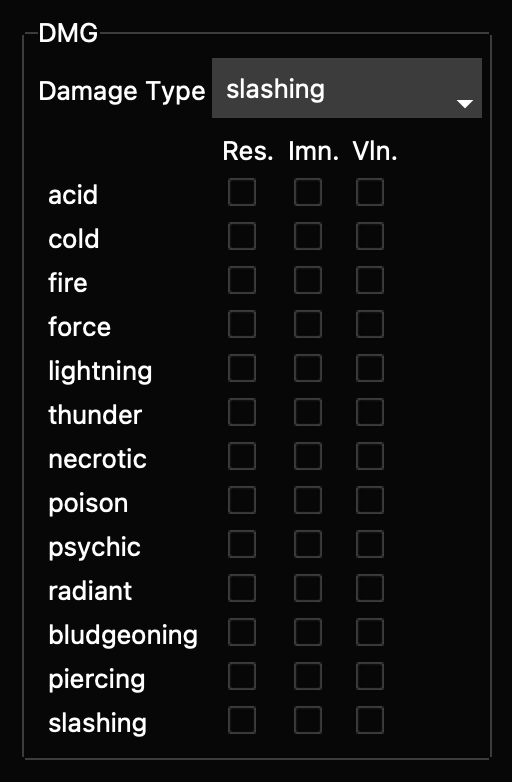 DMG
Damage Type slashing
Res. Imn. Vln.
acid
cold
fire
force
lightning
thunder
necrotic
poison
psychic
radiant
bludgeoning
piercing
slashing